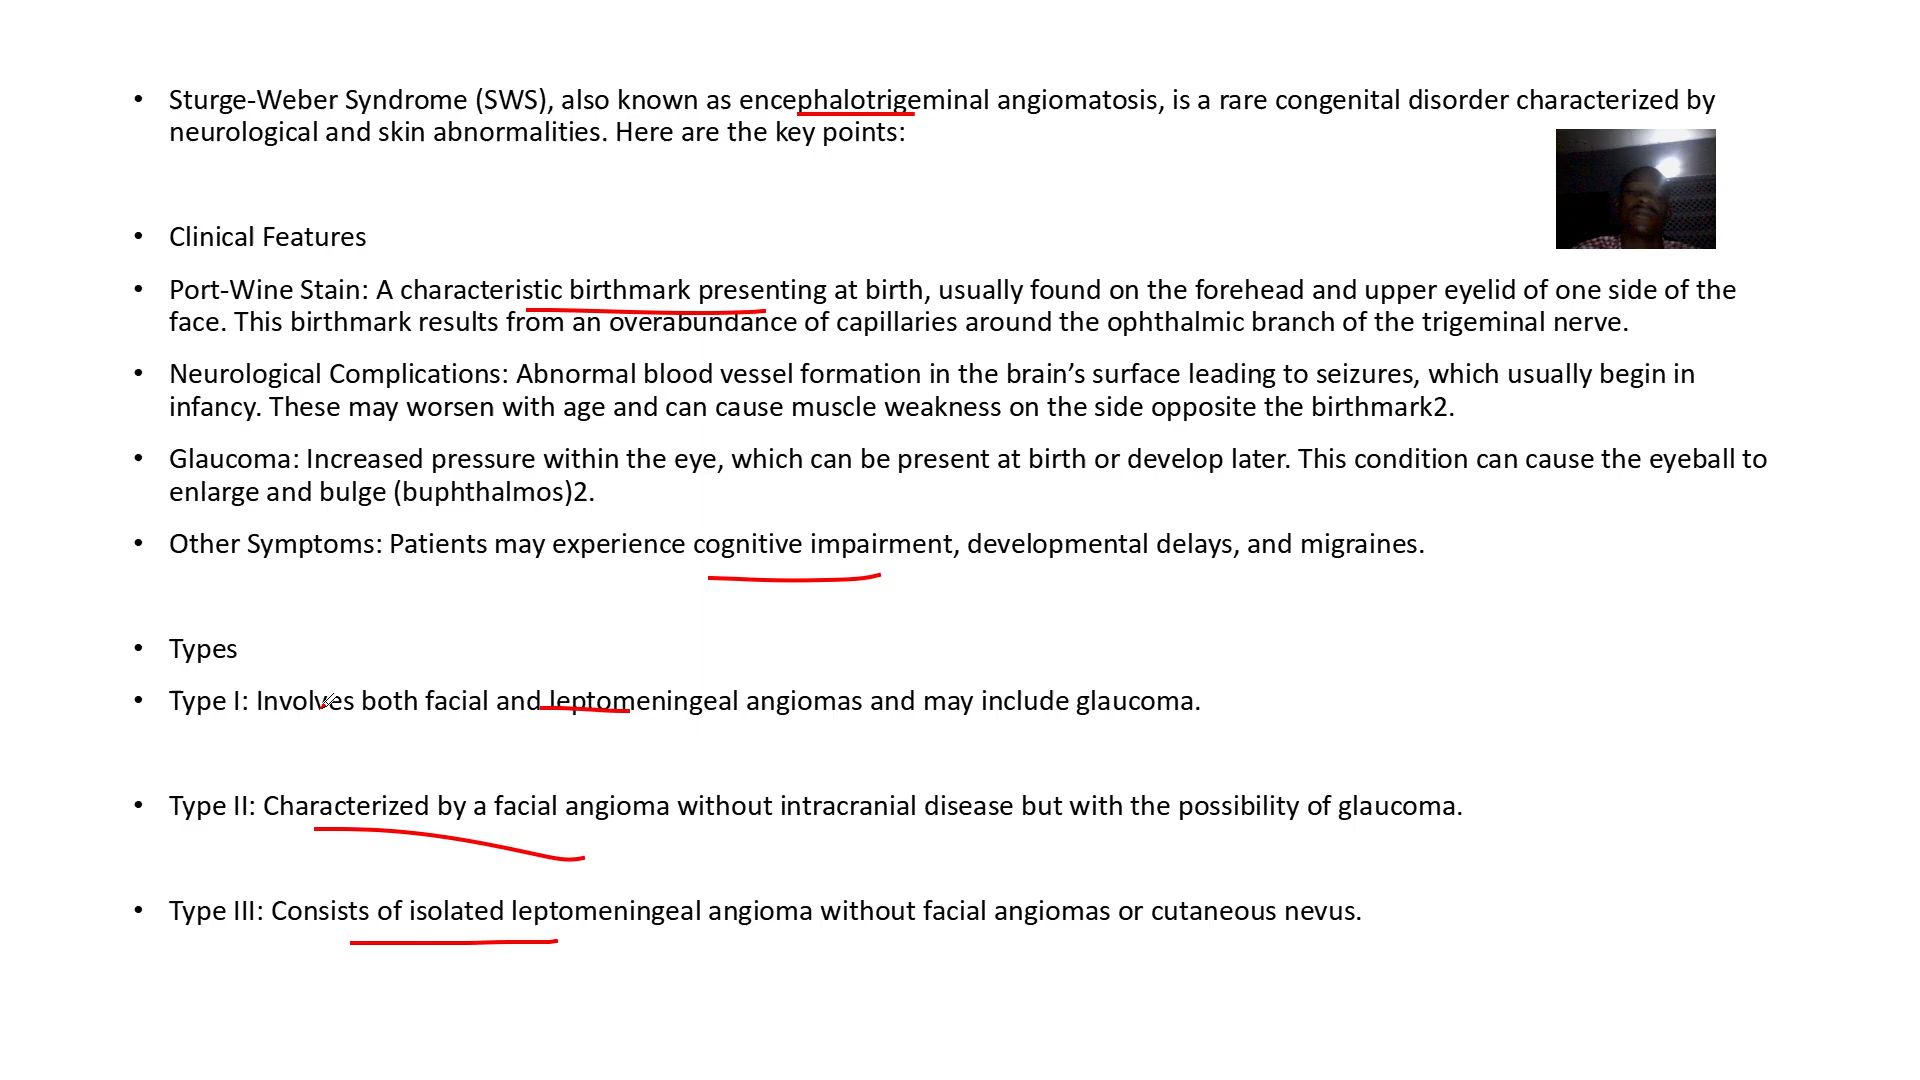 • Sturge-Weber Syndrome (SWS), also known as encephalotrigeminal angiomatosis, is a rare congenital disorder characterized by
neurological and skin abnormalities. Here are the key points:
• Clinical Features
• Port-Wine Stain: A characteristic birthmark presenting at birth, usually found on the forehead and upper eyelid of one side of the
face. This birthmark results from an overabundance of capillaries around the ophthalmic branch of the trigeminal nerve.
• Neurological Complications: Abnormal blood vessel formation in the brain’s surface leading to seizures, which usually begin in
infancy. These may worsen with age and can cause muscle weakness on the side opposite the birthmark2.
• Glaucoma: Increased pressure within the eye, which can be present at birth or develop later. This condition can cause the eyeball to
enlarge and bulge (buphthalmos)2.
• Other Symptoms: Patients may experience cognitive impairment, developmental delays, and migraines.
• Types
• Type I: Involves both facial and leptomeningeal angiomas and may include glaucoma.
• Type II: Characterized by a facial angioma without intracranial disease but with the possibility of glaucoma.
• Type III: Consists of isolated leptomeningeal angioma without facial angiomas or cutaneous nevus.